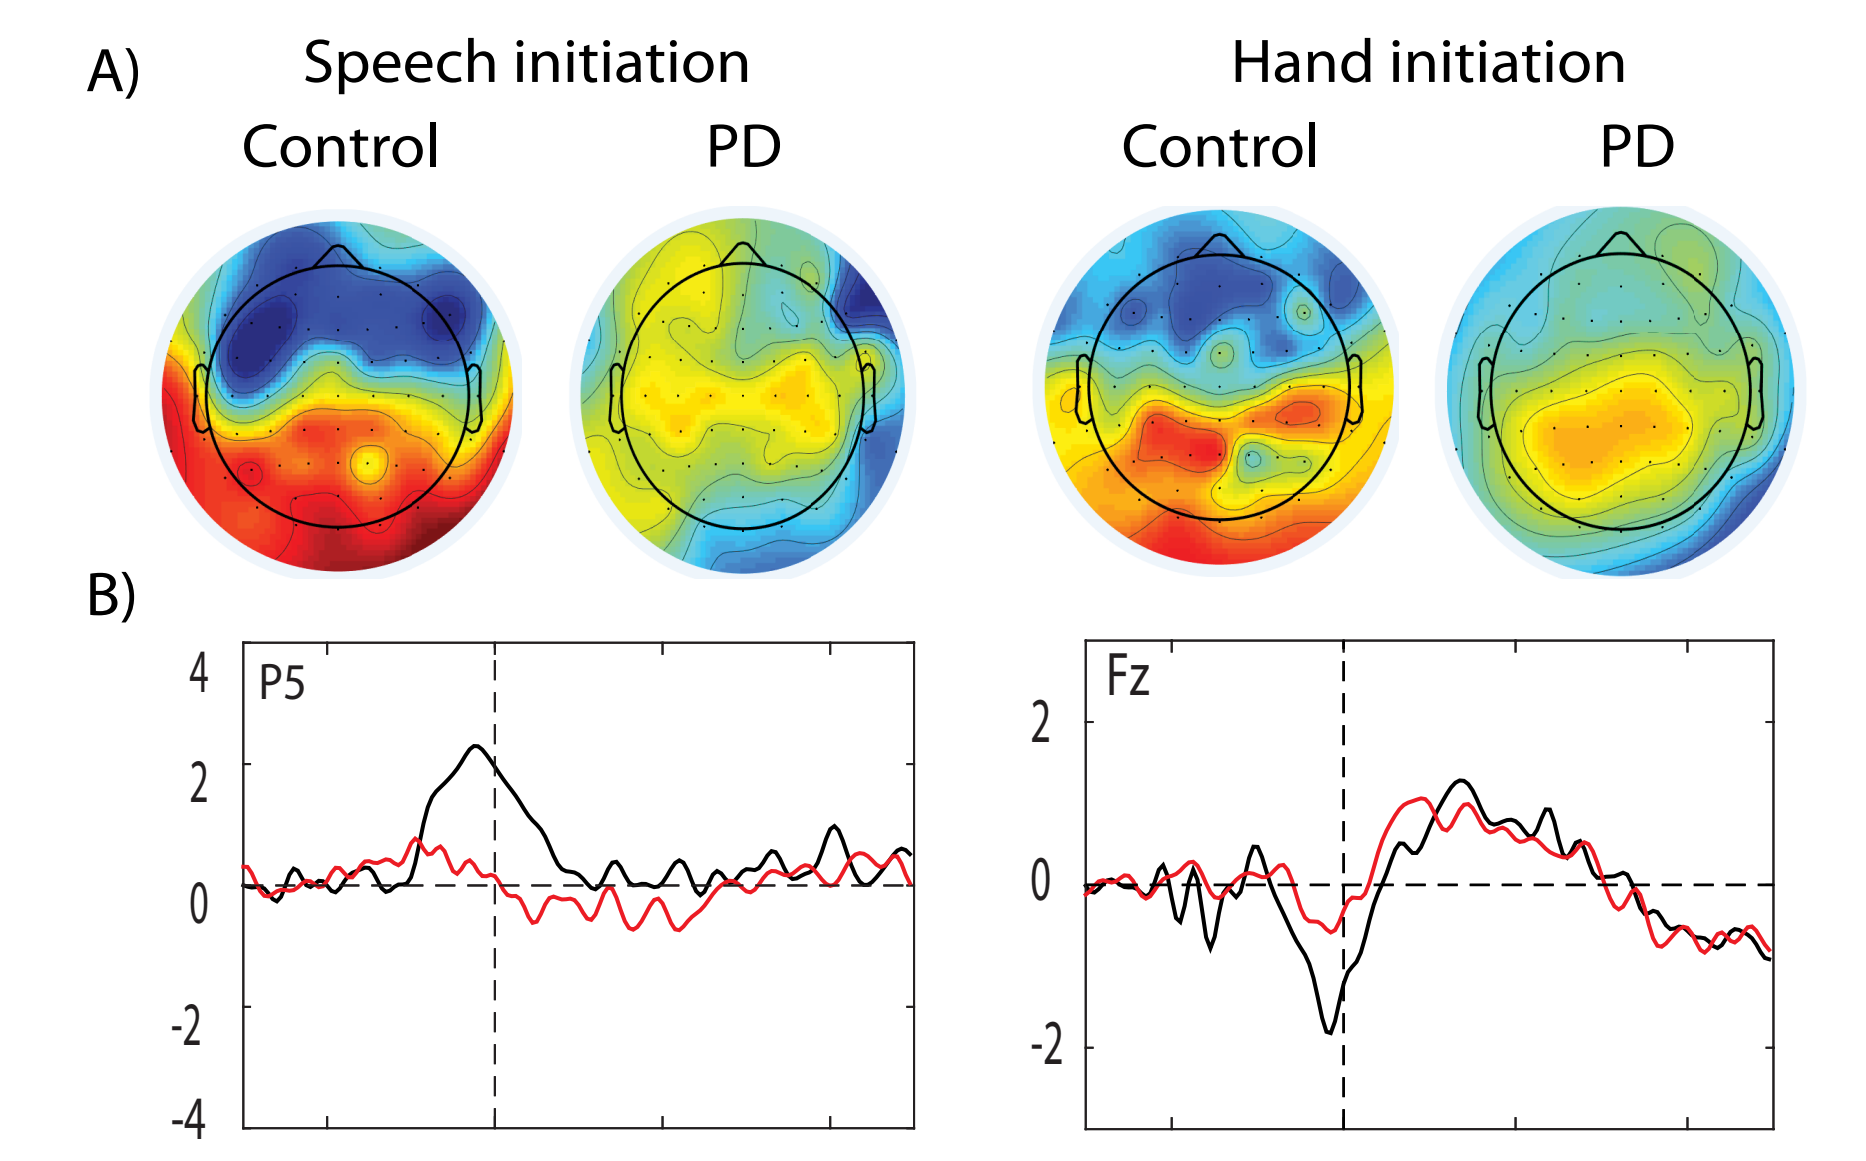 A)
Speech initiation
Hand initiation
Control
PD
Control
PD
B)
P5
4
2
0
-2
-4
Fz
2
0
-2